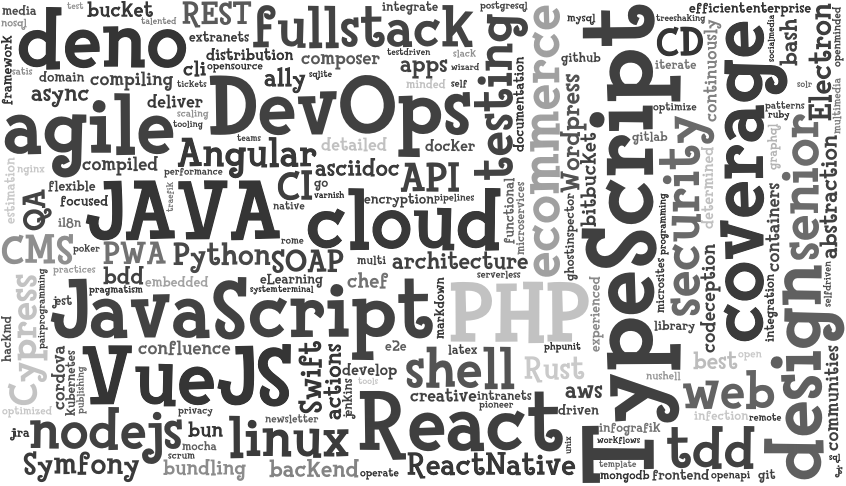 media
test
bucket
REST
integrate
postgresql
mysql
treeshaking
efficient
enterprise
nosql
deno
talented
extranets
fullstack
CD
continuously
socialmedia
bash
openminded
framework
satis
domain
compiling
cli
distribution
opensource
composer
testdriven
slack
wizard
apps
testing
documentation
ecommerce
github
iterate
coverage
Electron
async
tickets
a11y
sqlite
minded
self
Wordpress
TypeScript
optimize
solr
multimedia
agile
deliver
scaling
tooling
DevOps
teams
detailed
docker
bitbucket
gitlab
security
patterns
ruby
graphql
senior
abstraction
nginx
estimation
compiled
performance
Angular
asciidoc
API
determined
flexible
focused
QA
JAVA
traefik
CI
go
varnish
native
encryption
pipelines
functional
microservices
ghostinspector
programming
microsites
containers
i18n
cloud
CMS
poker
PWA
Python
rome
SOAP
multi
architecture
serverless
codeception
integration
selfdriven
design
practices
bdd
pragmatism
embedded
eLearning
systemterminal
chef
markdown
PHP
phpunit
experienced
library
Cypress
pairprogramming
jest
JavaScript
hackmd
cordova
kubernetes
publishing
VueJS
confluence
Swift
actions
jenkins
e2e
develop
tools
latex
shell
Rust
nushell
best
open
communities
optimized
privacy
newsletter
creative
intranets
pioneer
aws
driven
web
infection
remote
jira
nodejs
bun
mocha
scrum
linux
React
unix
infografik
workflows
template
tdd
sql
Symfony
bundling
backend
operate
ReactNative
mongodb
frontend
openapi
git